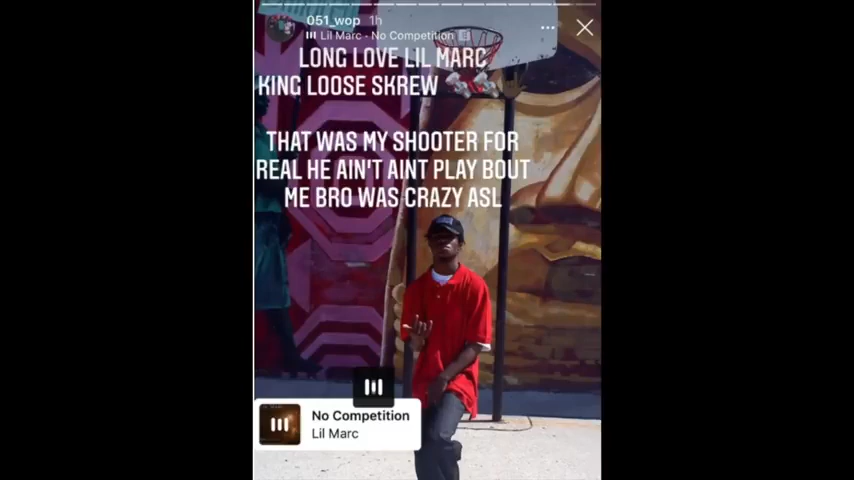 051_wop 1h
Lil Marc - No Competition
LONG LOVE LIL MARC
KING LOOSE SKREW
THAT WAS MY SHOOTER FOR
REAL HE AIN'T AINT PLAY BOUT
ME BRO WAS CRAZY ASL
No Competition
Lil Marc